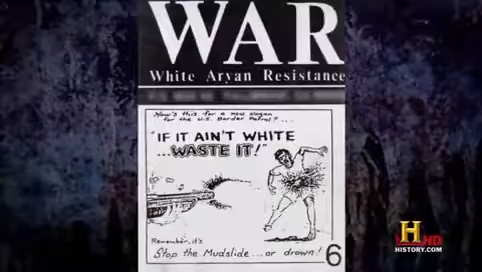 WAR
White Aryan Resistance
How's this for a new slogan
for the U.S. Border Patrol?...
"IF IT AIN'T WHITE
...WASTE IT!"
Remember, it's
Stop the Mudslide...or drown!
6
H HD
HISTORY.COM